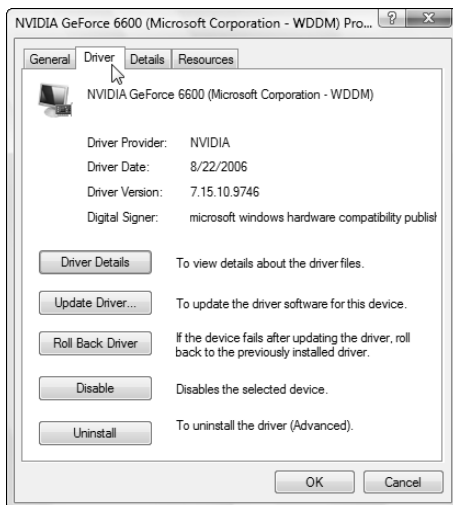 NVIDIA GeForce 6600 (Microsoft Corporation - WDDM) Pro...
General Driver Details Resources
NVIDIA GeForce 6600 (Microsoft Corporation - WDDM)
Driver Provider: NVIDIA
Driver Date: 8/22/2006
Driver Version: 7.15.10.9746
Digital Signer: microsoft windows hardware compatibility publish
Driver Details To view details about the driver files.
Update Driver... To update the driver software for this device.
Roll Back Driver If the device fails after updating the driver, roll
back to the previously installed driver.
Disable Disables the selected device.
Uninstall To uninstall the driver (Advanced).
OK Cancel